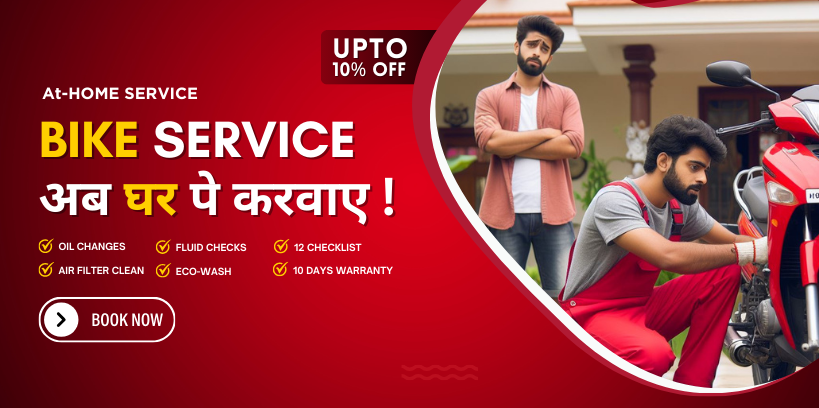 UPTO
10% OFF
At-HOME SERVICE
BIKE SERVICE
अब घर पे करवाए !
OIL CHANGES
FLUID CHECKS
12 CHECKLIST
AIR FILTER CLEAN
ECO-WASH
10 DAYS WARRANTY
BOOK NOW